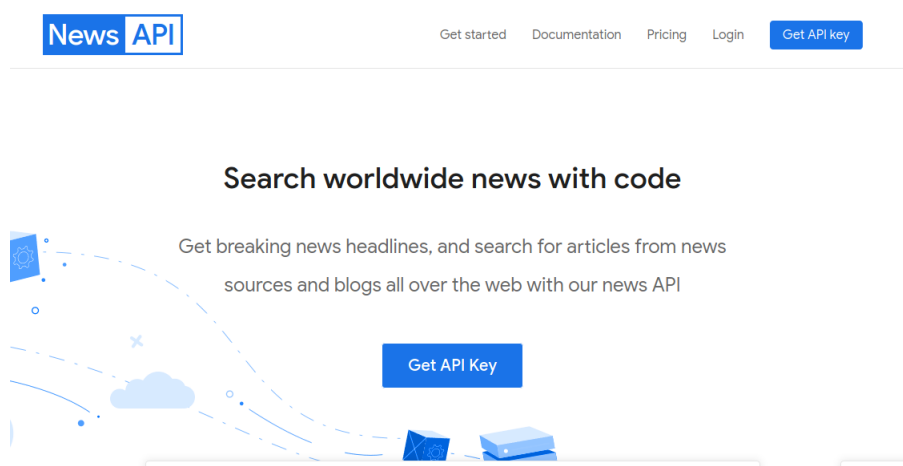 News API
Get started
Documentation
Pricing
Login
Get API key
Search worldwide news with code
Get breaking news headlines, and search for articles from news
sources and blogs all over the web with our news API
Get API Key